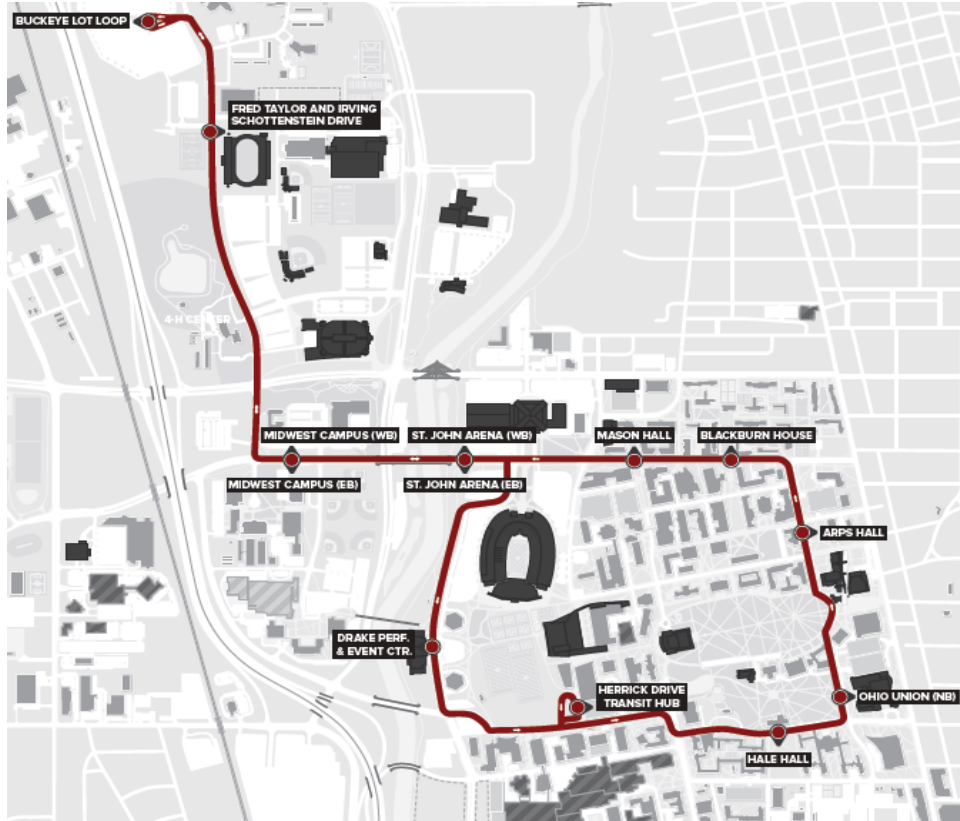 BUCKEYE LOT LOOP
FRED TAYLOR AND IRVING
SCHOTTENSTEIN DRIVE
4-H CENTER
MIDWEST CAMPUS (WB)
ST. JOHN ARENA (WB)
MASON HALL
BLACKBURN HOUSE
MIDWEST CAMPUS (EB)
ST. JOHN ARENA (EB)
ARPS HALL
DRAKE PERF.
& EVENT CTR.
HERRICK DRIVE
TRANSIT HUB
OHIO UNION (NB)
HALE HALL